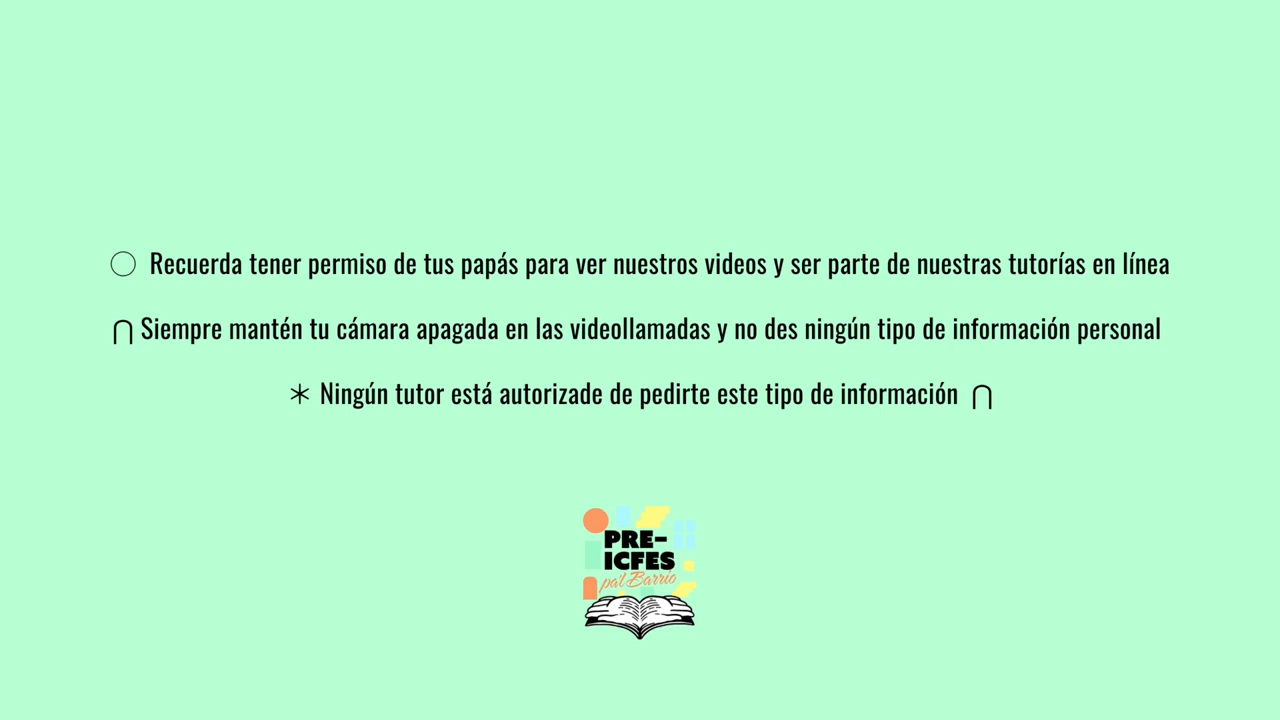 Recuerda tener permiso de tus papás para ver nuestros videos y ser parte de nuestras tutorías en línea
Siempre mantén tu cámara apagada en las videollamadas y no des ningún tipo de información personal
Ningún tutor está autorizade de pedirte este tipo de información
PRE-
ICFES
pa'l Barrio